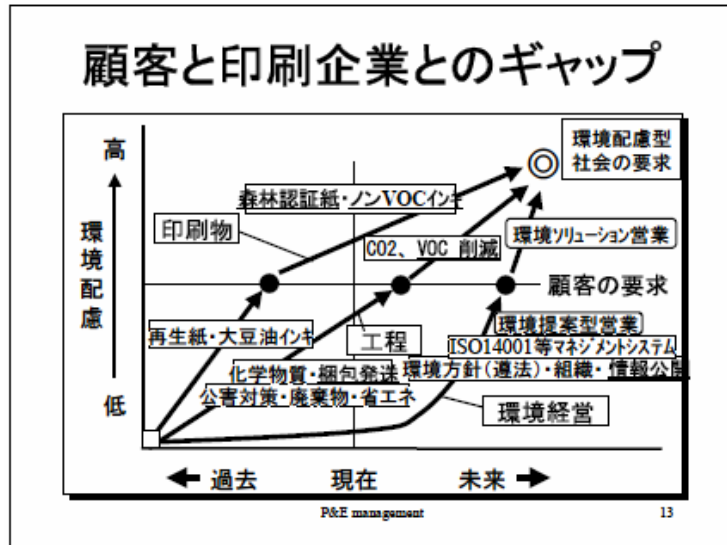 顧客と印刷企業とのギャップ
高
環境配慮
低
環境配慮型
社会の要求
森林認証紙・ノンVOCインキ
印刷物
CO2、VOC 削減
環境ソリューション営業
顧客の要求
再生紙・大豆油インキ
工程
環境提案型営業
ISO14001等マネジメントシステム
化学物質・梱包発送
環境方針(遵法)・組織・情報公開
公害対策・廃棄物・省エネ
環境経営
過去
現在
未来
P&E management
13